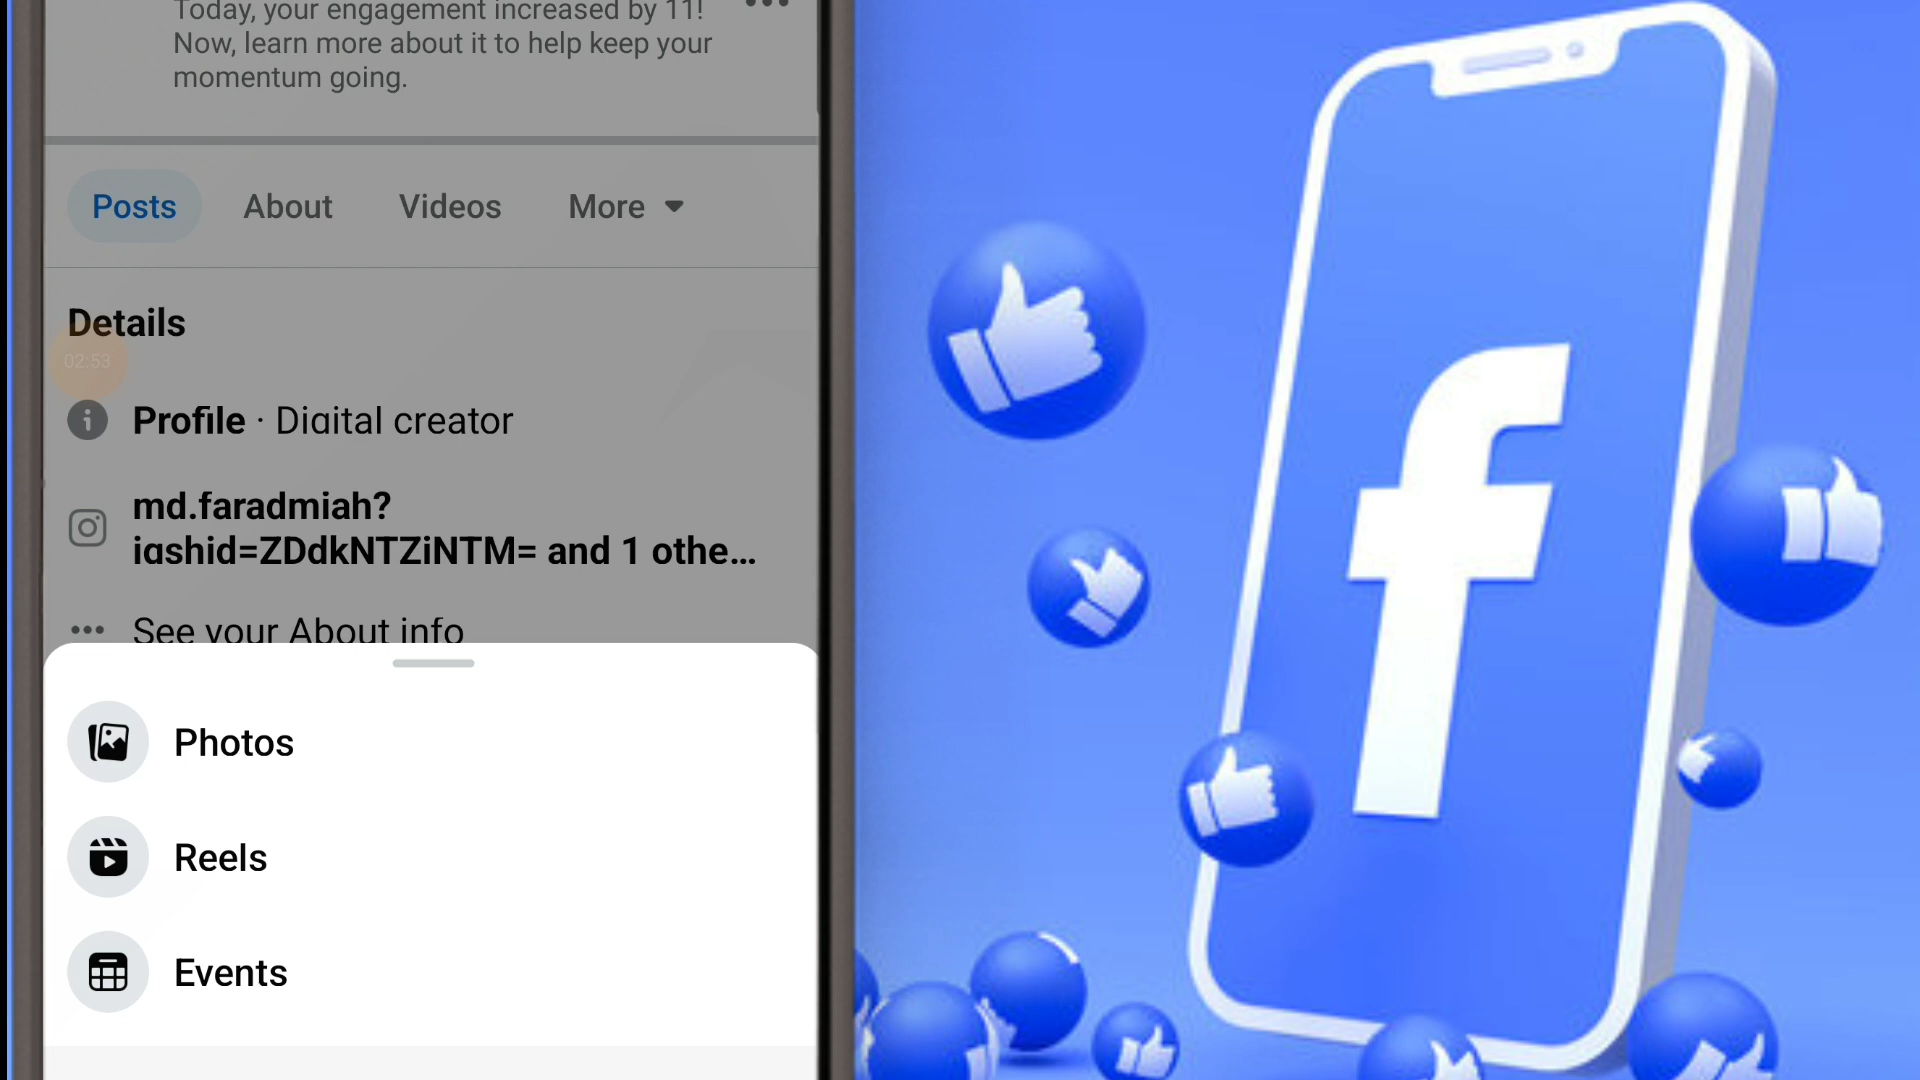 Today, your engagement increased by 11!
Now, learn more about it to help keep your
momentum going.
Posts About Videos More
Details
02:53
Profile · Digital creator
md.faradmiah?
igshid=ZDdkNTZiNTM= and 1 othe...
See your About info
Photos
Reels
Events